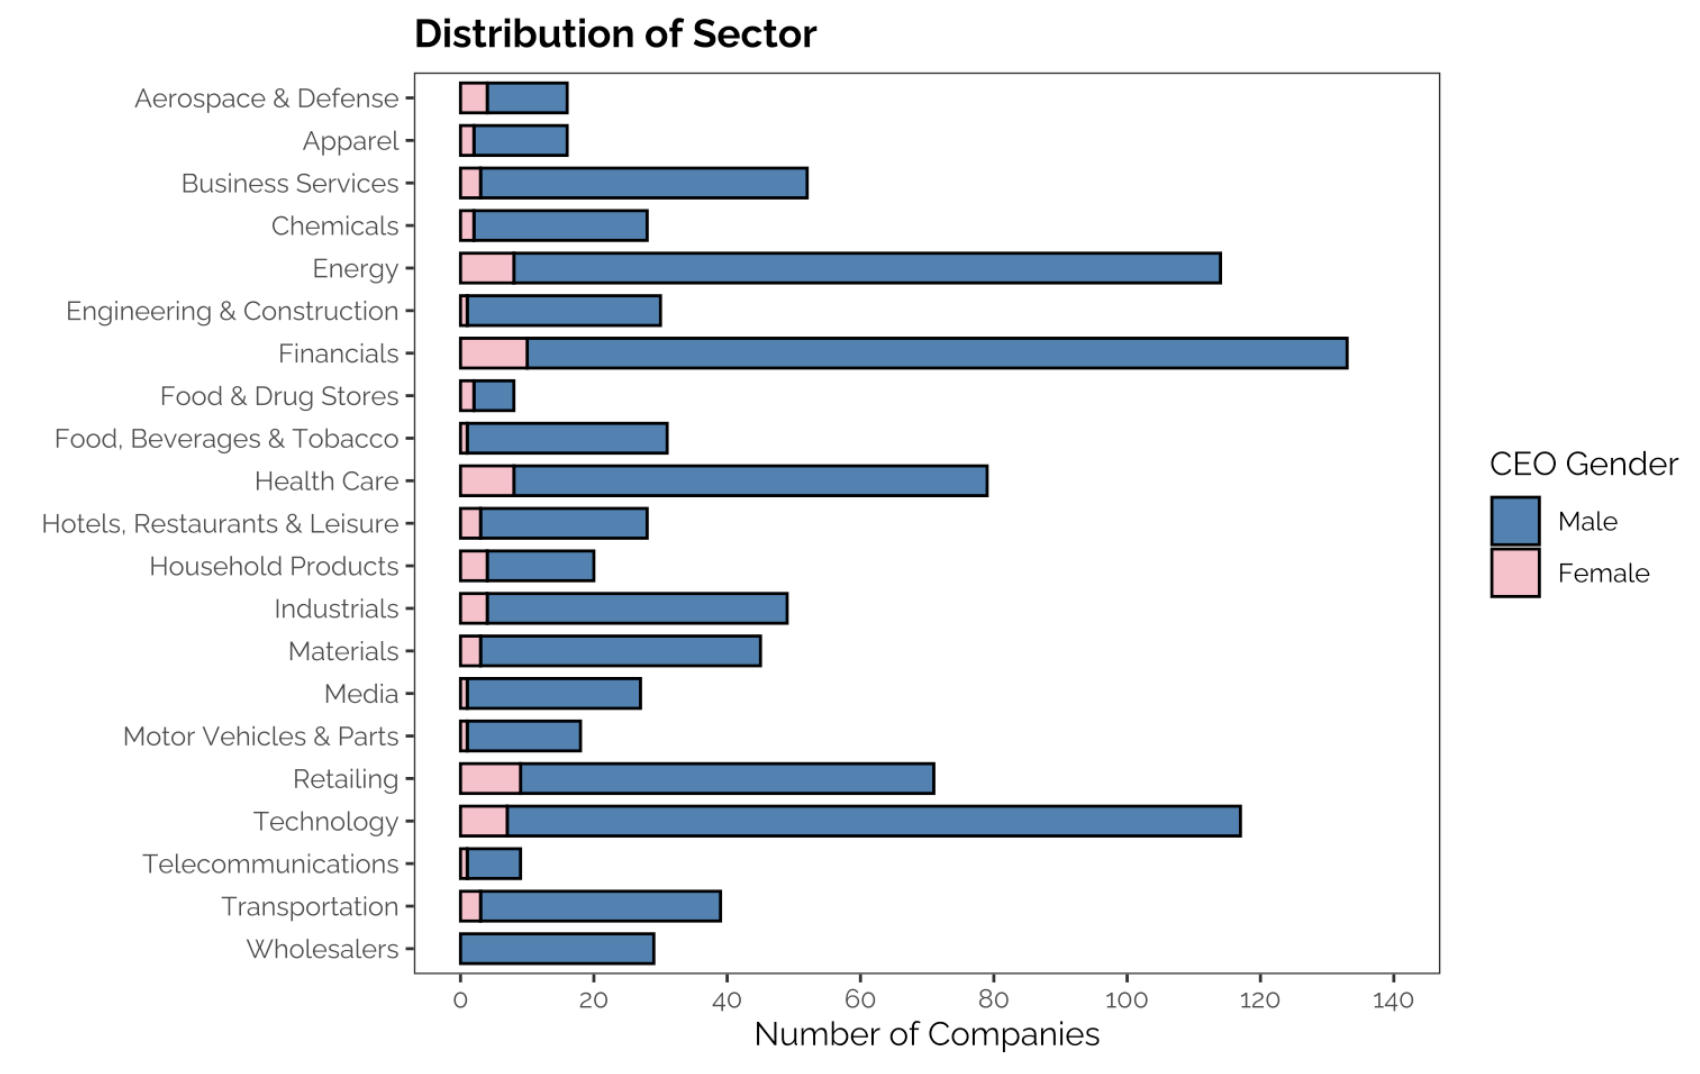 Distribution of Sector
Aerospace & Defense
Apparel
Business Services
Chemicals
Energy
Engineering & Construction
Financials
Food & Drug Stores
Food, Beverages & Tobacco
Health Care
Hotels, Restaurants & Leisure
Household Products
Industrials
Materials
Media
Motor Vehicles & Parts
Retailing
Technology
Telecommunications
Transportation
Wholesalers
0 20 40 60 80 100 120 140
Number of Companies
CEO Gender
Male
Female